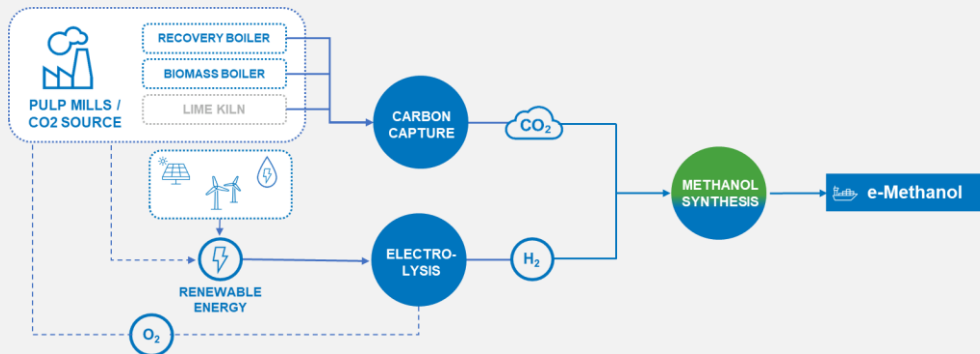 RECOVERY BOILER
BIOMASS BOILER
LIME KILN
PULP MILLS /
CO2 SOURCE
CARBON
CAPTURE
CO₂
METHANOL
SYNTHESIS
e-Methanol
ELECTRO-
LYSIS
H₂
RENEWABLE
ENERGY
O₂